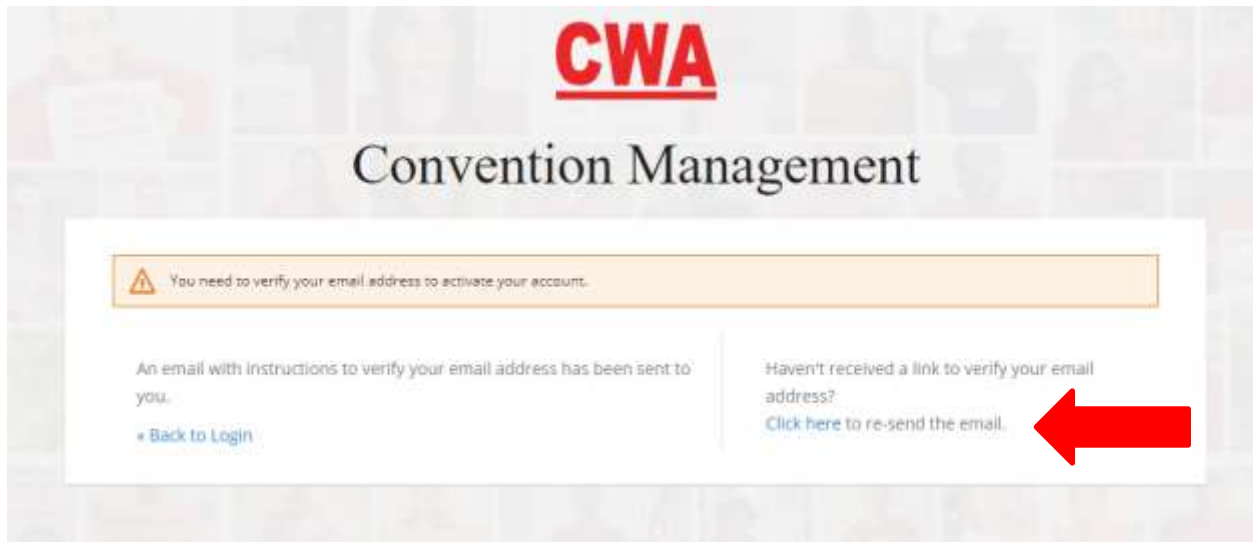 CWA
Convention Management
You need to verify your email address to activate your account.
An email with instructions to verify your email address has been sent to
you.
« Back to Login
Haven't received a link to verify your email
address?
Click here to re-send the email.